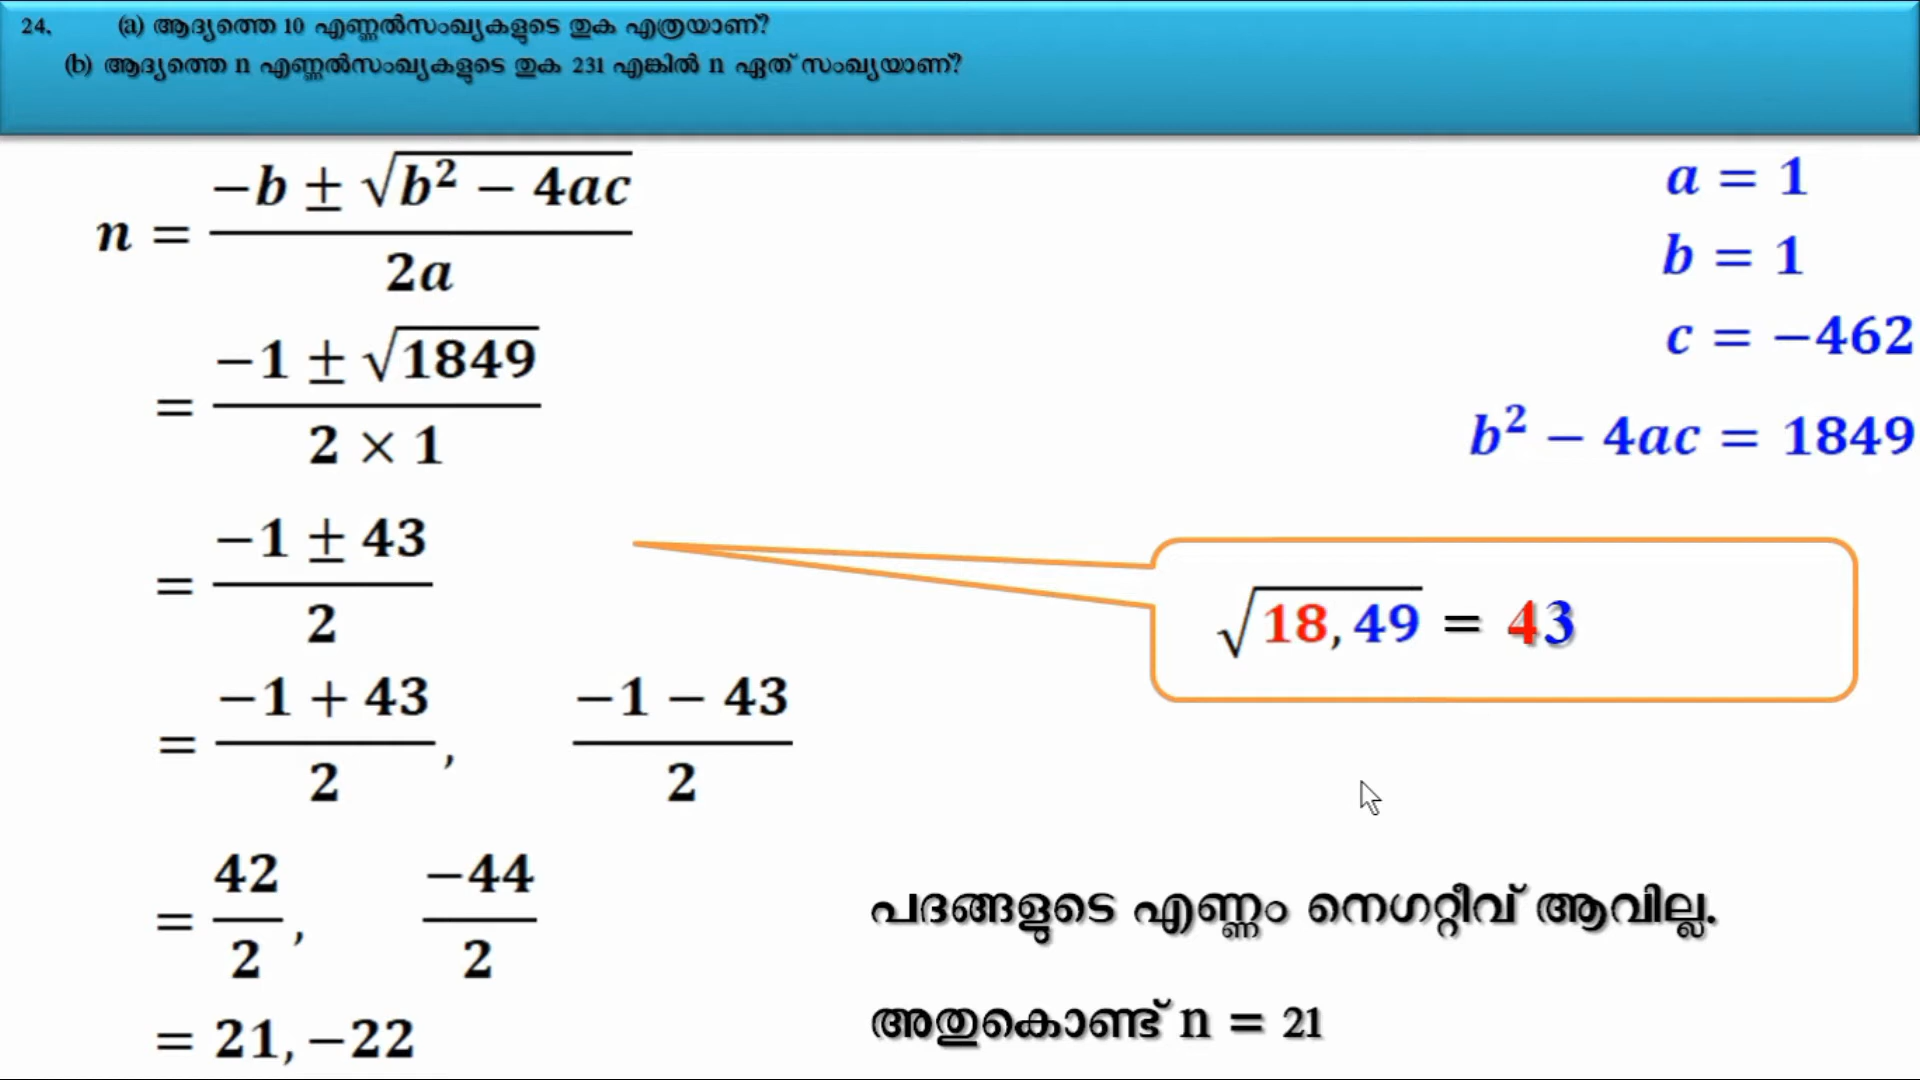 24. (a) ആദ്യത്തെ 10 എണ്ണൽസംഖ്യകളുടെ തുക എത്രയാണ്?
(b) ആദ്യത്തെ n എണ്ണൽസംഖ്യകളുടെ തുക 231 എങ്കിൽ n ഏത് സംഖ്യയാണ്?
n = (−b ± √(b² − 4ac)) / 2a
= (−1 ± √1849) / (2 × 1)
= (−1 ± 43) / 2
= (−1 + 43) / 2, (−1 − 43) / 2
= 42/2, −44/2
= 21, −22
a = 1
b = 1
c = −462
b² − 4ac = 1849
√18,49 = 43
പദങ്ങളുടെ എണ്ണം നെഗറ്റീവ് ആവില്ല.
അതുകൊണ്ട് n = 21